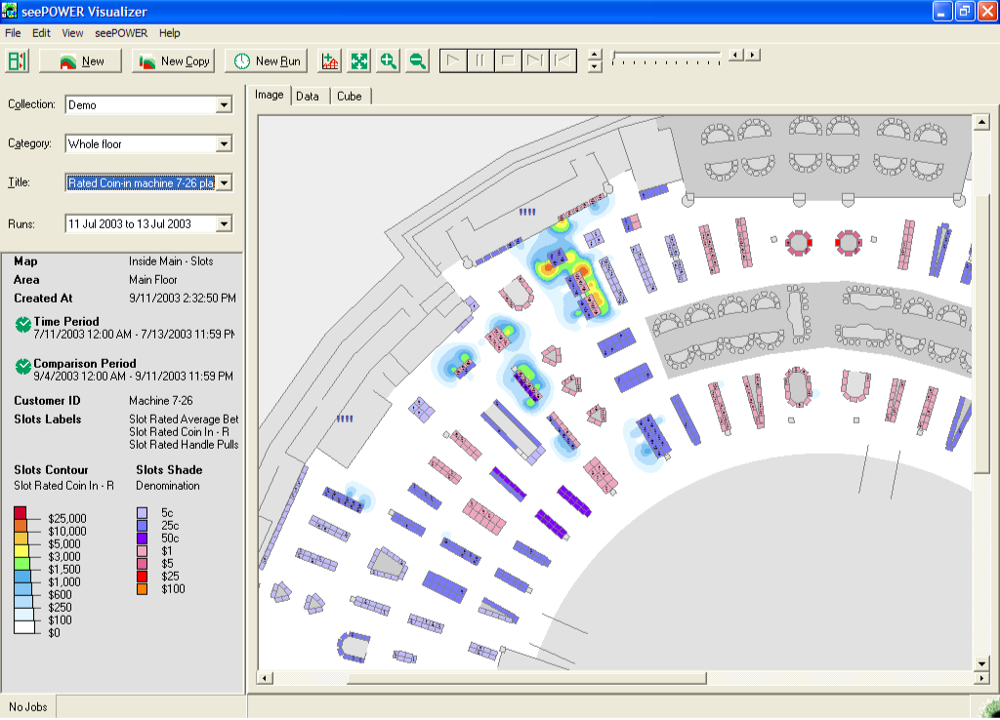 seePOWER Visualizer
File Edit View seePOWER Help
New New Copy New Run
Image Data Cube
Collection: Demo
Category: Whole floor
Title: Rated Coin-in machine 7-26 pla
Runs: 11 Jul 2003 to 13 Jul 2003
Map Inside Main - Slots
Area Main Floor
Created At 9/11/2003 2:32:50 PM
Time Period
7/11/2003 12:00 AM - 7/13/2003 11:59 PM
Comparison Period
9/4/2003 12:00 AM - 9/11/2003 11:59 PM
Customer ID Machine 7-26
Slots Labels Slot Rated Average Bet
Slot Rated Coin In - R
Slot Rated Handle Pulls
Slots Contour Slots Shade
Slot Rated Coin In - R Denomination
$25,000 5c
$10,000 25c
$5,000 50c
$3,000 $1
$1,500 $5
$1,000 $25
$600 $100
$250
$100
$0
No Jobs